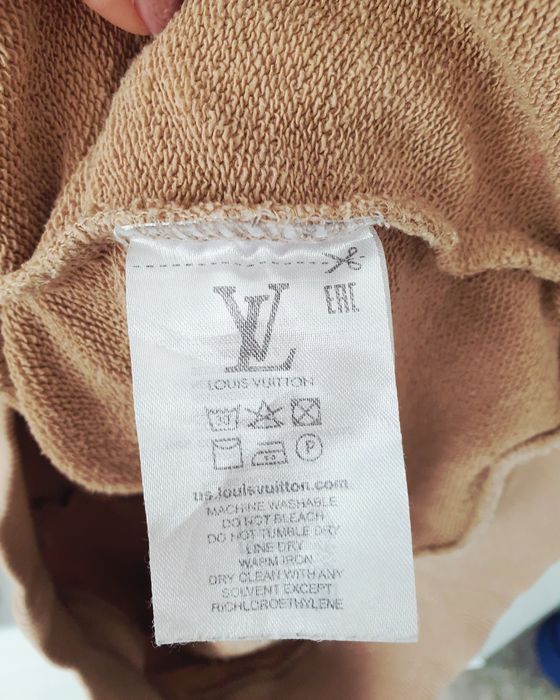 EAC
LV
LOUIS VUITTON
30
P
us.louisvuitton.com
MACHINE WASHABLE
DO NOT BLEACH
DO NOT TUMBLE DRY
LINE DRY
WARM IRON
DRY CLEAN WITH ANY
SOLVENT EXCEPT
RICHLOROETHYLENE